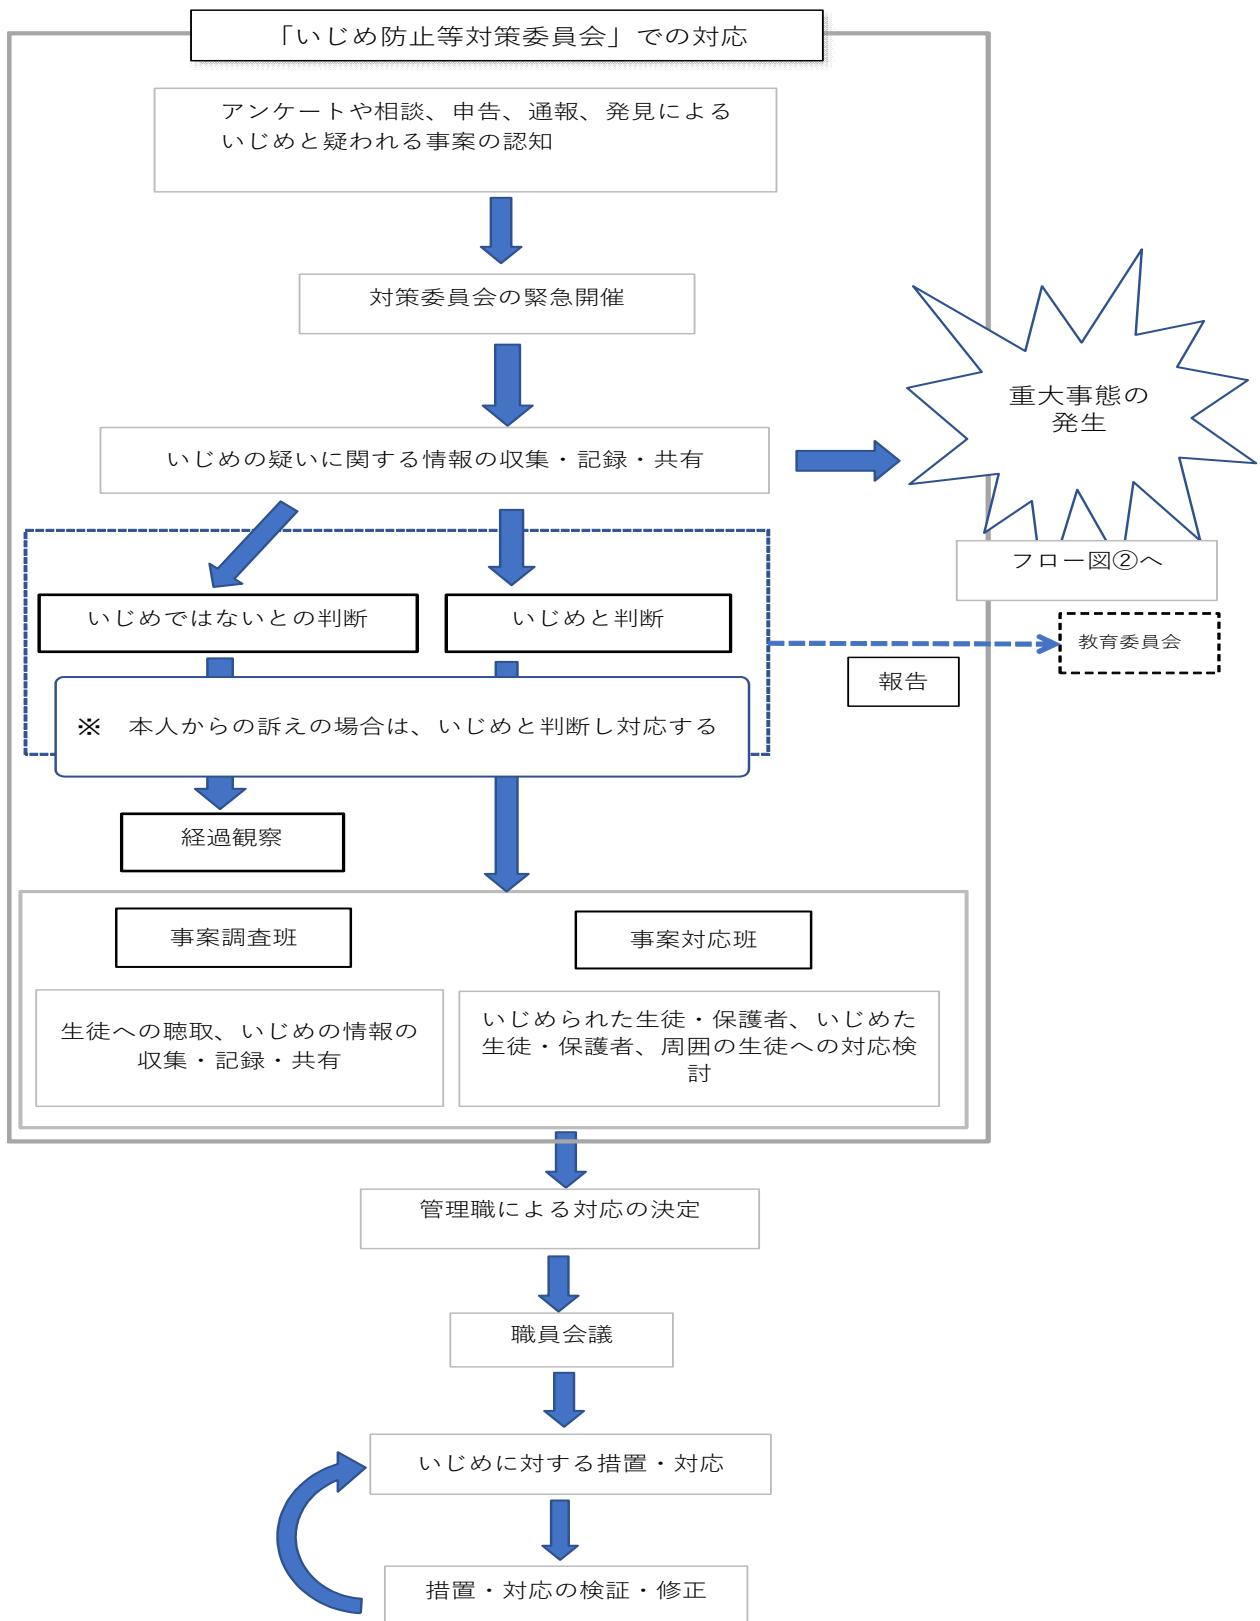 「いじめ防止等対策委員会」での対応
アンケートや相談、申告、通報、発見による
いじめと疑われる事案の認知
対策委員会の緊急開催
重大事態の
発生
いじめの疑いに関する情報の収集・記録・共有
フロー図②へ
いじめではないとの判断
いじめと判断
教育委員会
報告
※　本人からの訴えの場合は、いじめと判断し対応する
経過観察
事案調査班
事案対応班
生徒への聴取、いじめの情報の
収集・記録・共有
いじめられた生徒・保護者、いじめた
生徒・保護者、周囲の生徒への対応検
討
管理職による対応の決定
職員会議
いじめに対する措置・対応
措置・対応の検証・修正